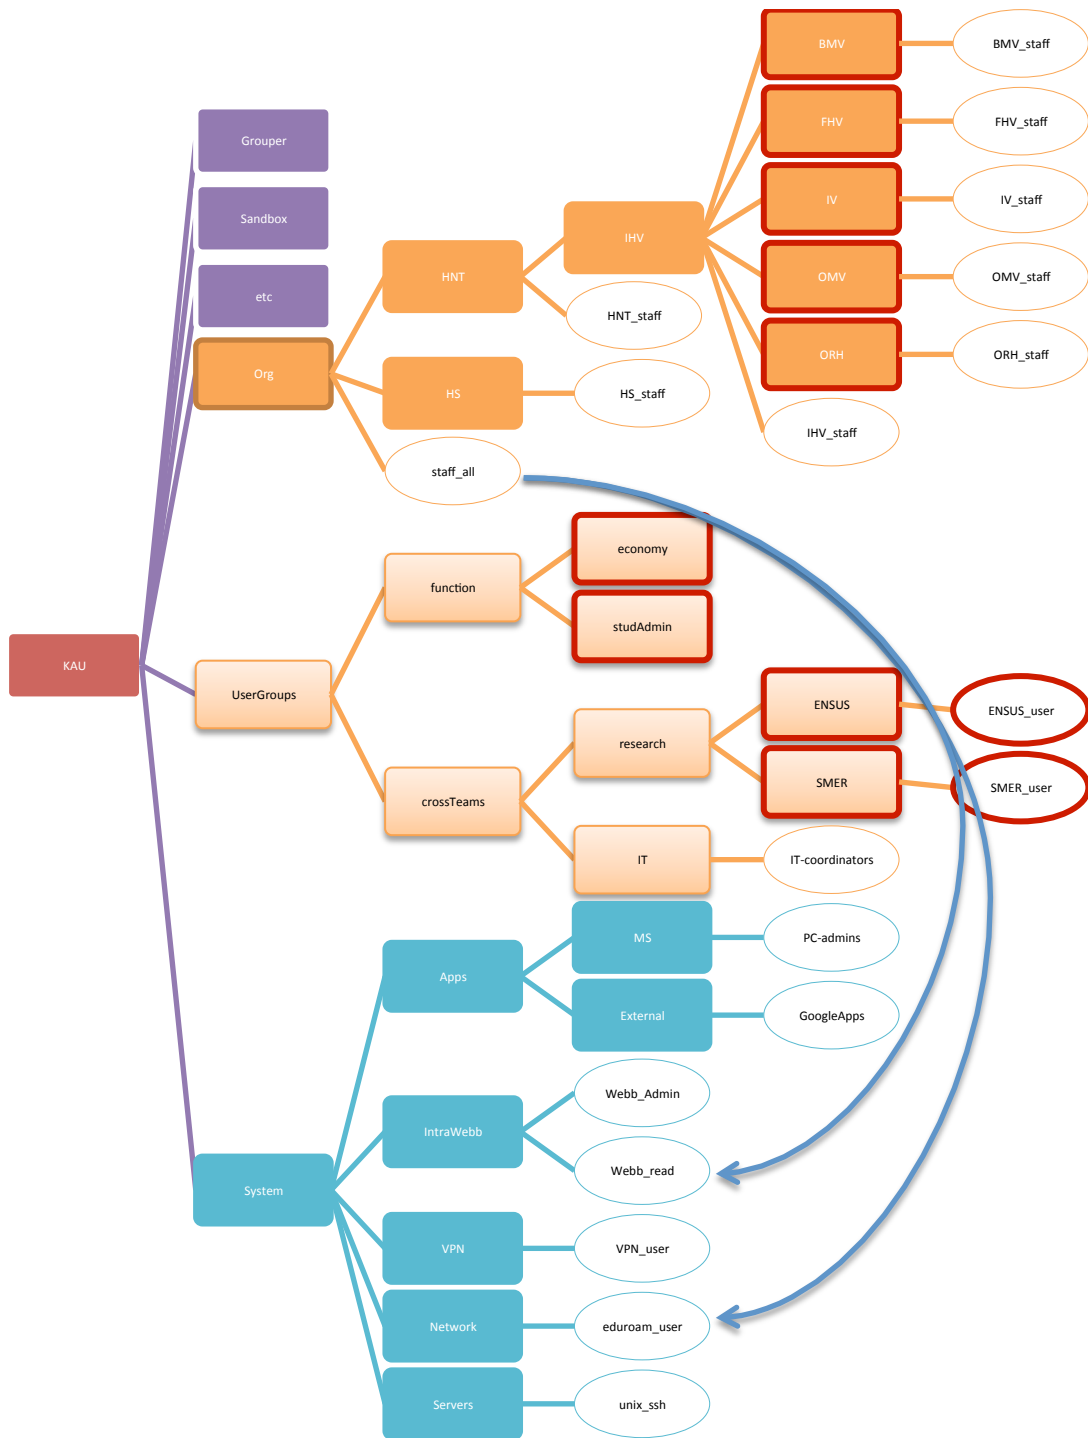 BMV
BMV_staff
Grouper
FHV
FHV_staff
Sandbox
IV
IV_staff
IHV
etc
HNT
OMV
OMV_staff
HNT_staff
Org
ORH
ORH_staff
HS
HS_staff
IHV_staff
staff_all
economy
function
studAdmin
KAU
UserGroups
ENSUS
ENSUS_user
research
SMER
SMER_user
crossTeams
IT
IT-coordinators
MS
PC-admins
Apps
External
GoogleApps
Webb_Admin
IntraWebb
Webb_read
System
VPN
VPN_user
Network
eduroam_user
Servers
unix_ssh